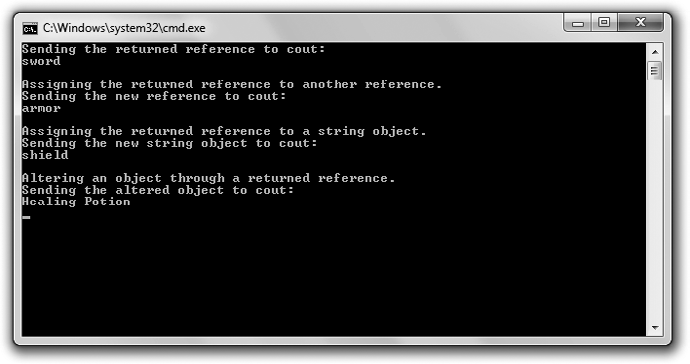 C:\Windows\system32\cmd.exe
Sending the returned reference to cout:
sword
Assigning the returned reference to another reference.
Sending the new reference to cout:
armor
Assigning the returned reference to a string object.
Sending the new string object to cout:
shield
Altering an object through a returned reference.
Sending the altered object to cout:
Healing Potion